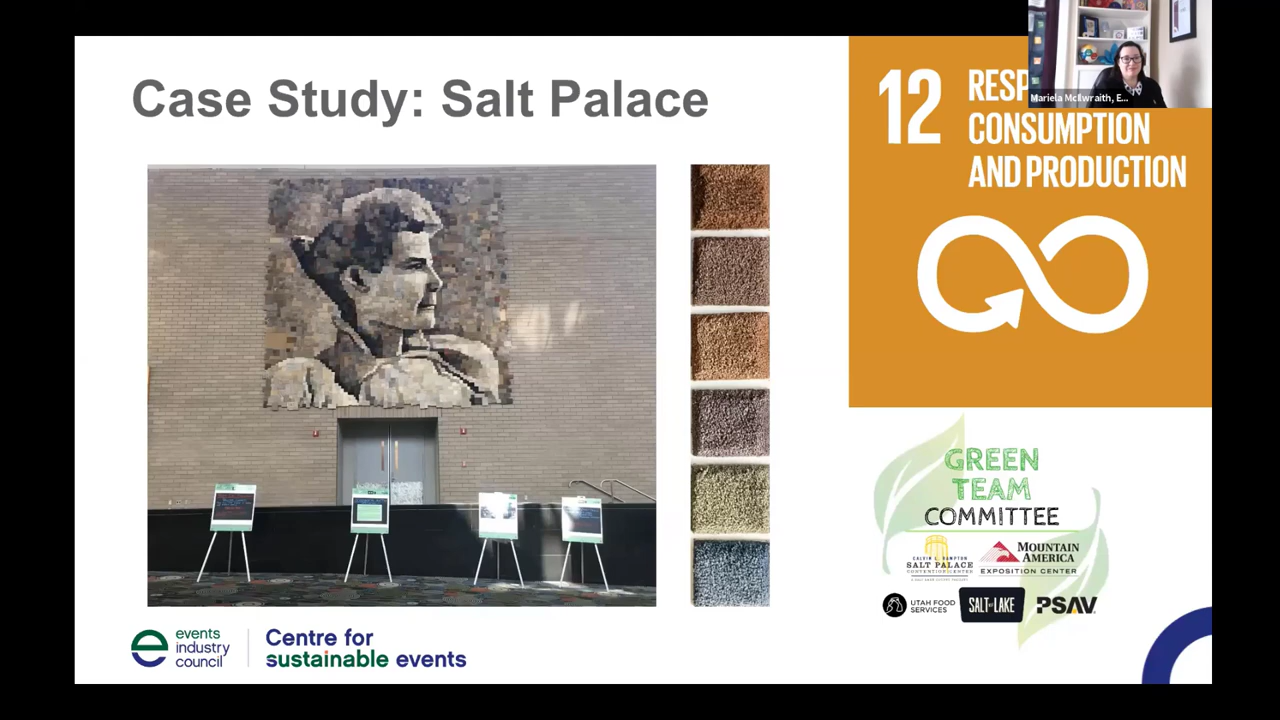 Case Study: Salt Palace
12 RESP
CONSUMPTION
AND PRODUCTION
Mariela McIlwraith, E...
GREEN
TEAM
COMMITTEE
CALVIN L. RAMPTON
SALT PALACE
CONVENTION CENTER
MOUNTAIN
AMERICA
EXPOSITION CENTER
UTAH FOOD
SERVICES
SALT LAKE
PSAV
events
industry
council
Centre for
sustainable events